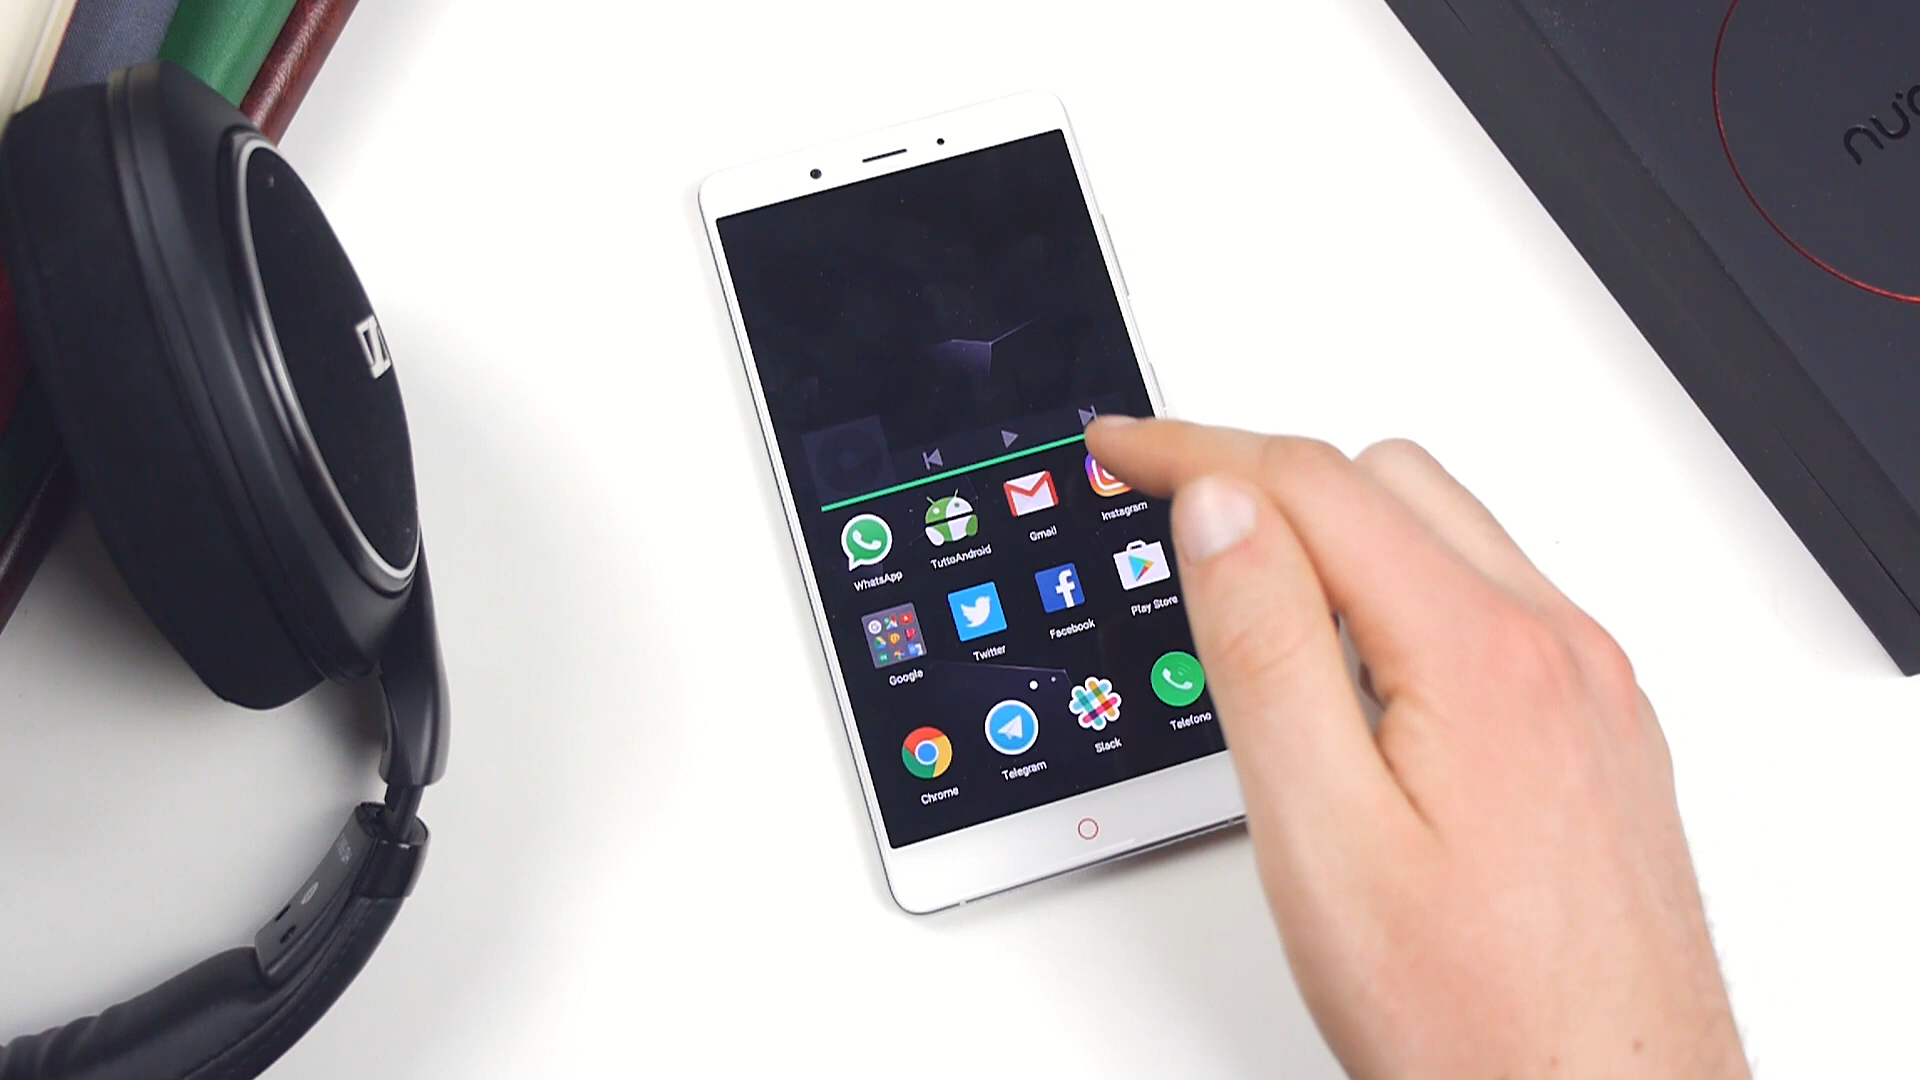 nu
WhatsApp
TuttoAndroid
Gmail
Instagram
Google
Twitter
Facebook
Play Store
Chrome
Telegram
Slack
Telefono